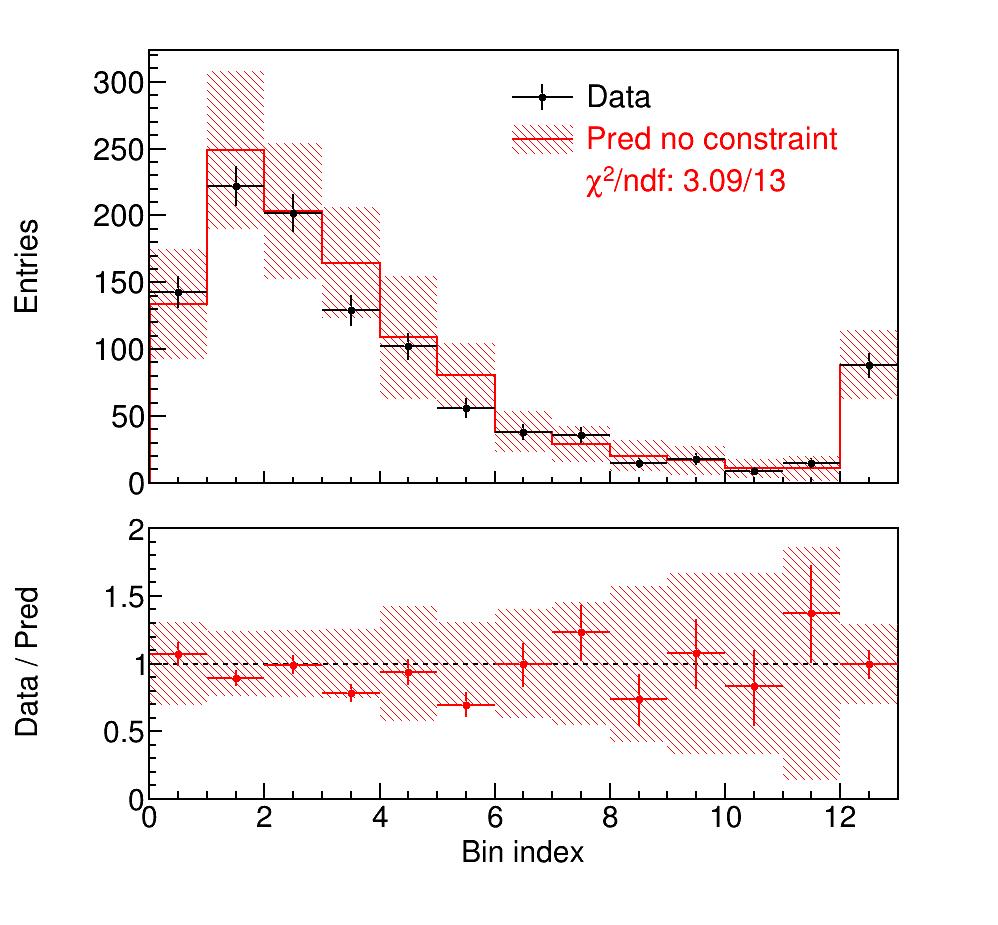 Entries
300
250
200
150
100
50
0
Data
Pred no constraint
χ²/ndf: 3.09/13
Data / Pred
2
1.5
1
0.5
0
0 2 4 6 8 10 12
Bin index